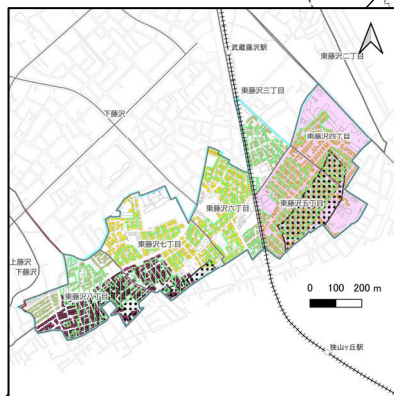 武蔵藤沢駅
東藤沢二丁目
東藤沢三丁目
下藤沢
東藤沢四丁目
東藤沢五丁目
東藤沢六丁目
東藤沢七丁目
上藤沢
下藤沢
東藤沢八丁目
0 100 200 m
狭山ヶ丘駅